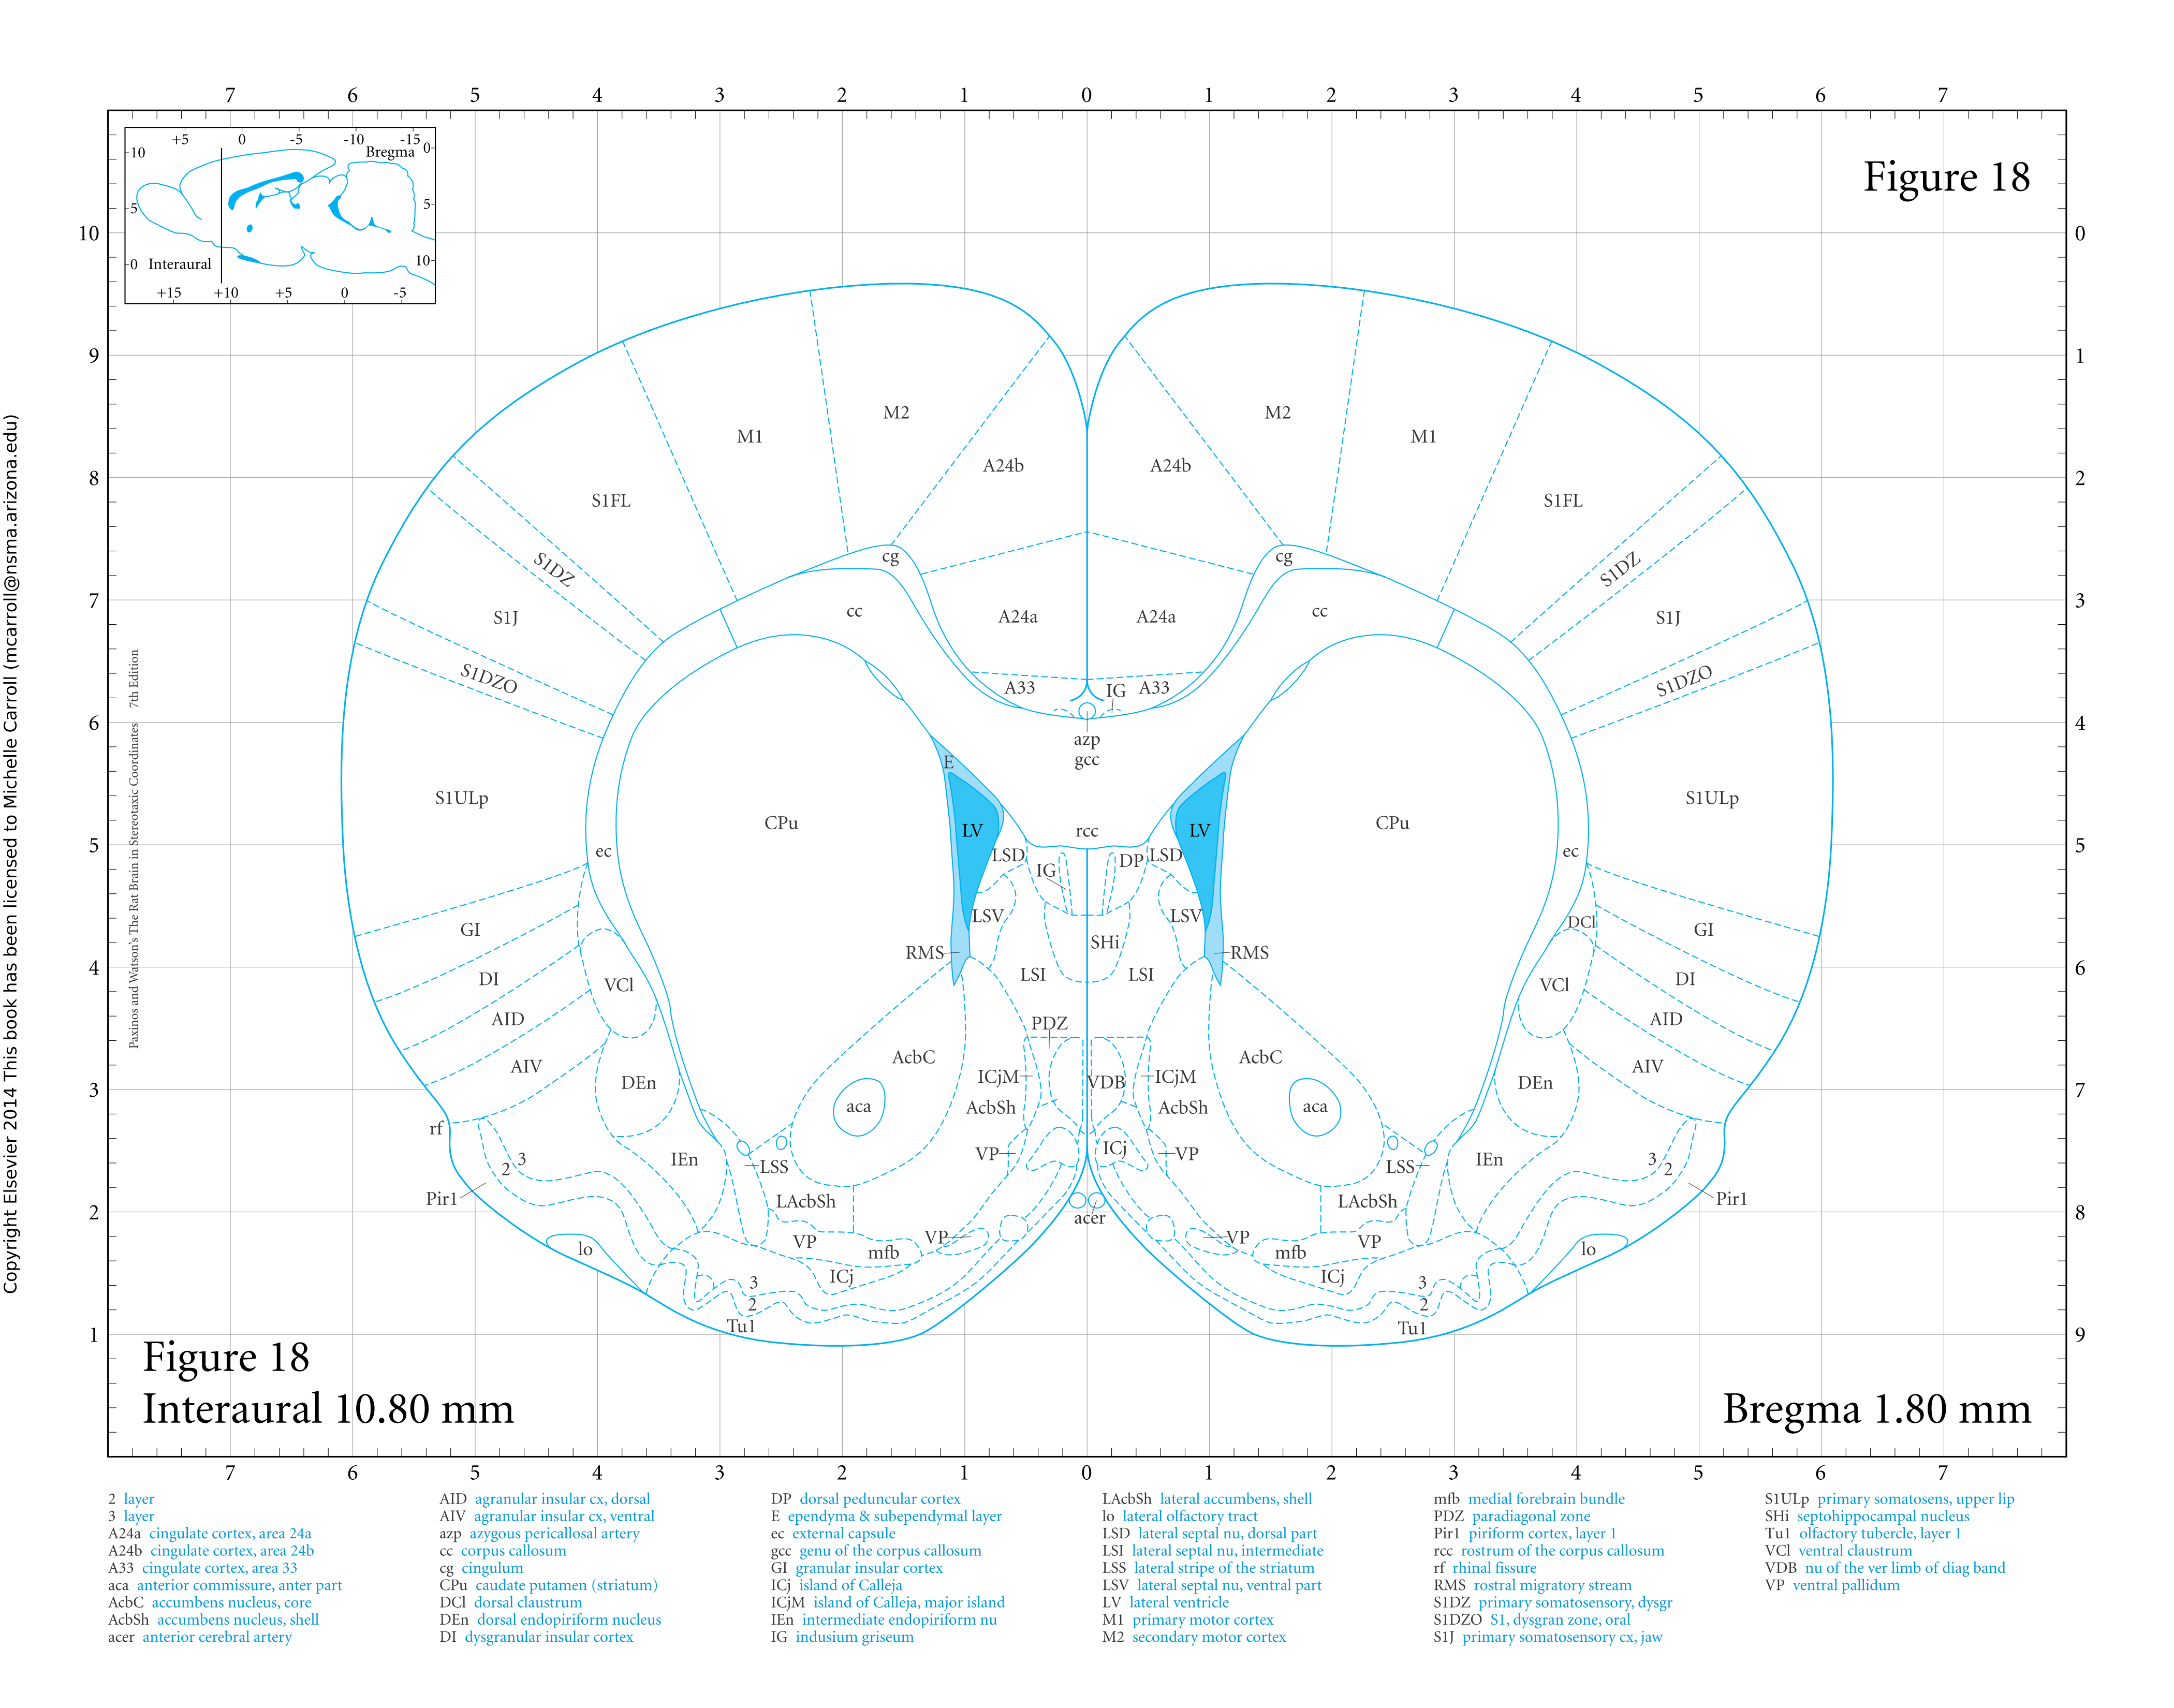 7 6 5 4 3 2 1 0 1 2 3 4 5 6 7
+5 0 -5 -10 -15
Bregma 0
10
5 5
10
0 Interaural
+15 +10 +5 0 -5
Figure 18
10 0
9 1
8 2
7 3
6 4
5 5
4 6
3 7
2 8
1 9
M2 M2
M1 M1
A24b A24b
S1FL S1FL
cg cg
S1DZ S1DZ
cc cc
S1J A24a A24a S1J
S1DZO A33 IG A33 S1DZO
azp
gcc
E
S1ULp S1ULp
CPu CPu
LV rcc LV
ec LSD DP LSD ec
IG
LSV LSV DCl
GI SHi GI
RMS RMS
DI VCl LSI LSI VCl DI
AID PDZ AID
AcbC AcbC
AIV ICjM VDB ICjM AIV
DEn DEn
aca AcbSh AcbSh aca
rf
VP ICj VP
3 IEn IEn 3
2 LSS LSS 2
Pir1 LAcbSh LAcbSh Pir1
acer
VP VP
lo VP mfb mfb VP lo
ICj ICj
3 3
2 2
Tu1 Tu1
Figure 18
Interaural 10.80 mm
Bregma 1.80 mm
7 6 5 4 3 2 1 0 1 2 3 4 5 6 7
Copyright Elsevier 2014 This book has been licensed to Michelle Carroll (mcarroll@nsma.arizona.edu)
Paxinos and Watson's The Rat Brain in Stereotaxic Coordinates 7th Edition
2 layer
3 layer
A24a cingulate cortex, area 24a
A24b cingulate cortex, area 24b
A33 cingulate cortex, area 33
aca anterior commissure, anter part
AcbC accumbens nucleus, core
AcbSh accumbens nucleus, shell
acer anterior cerebral artery
AID agranular insular cx, dorsal
AIV agranular insular cx, ventral
azp azygous pericallosal artery
cc corpus callosum
cg cingulum
CPu caudate putamen (striatum)
DCl dorsal claustrum
DEn dorsal endopiriform nucleus
DI dysgranular insular cortex
DP dorsal peduncular cortex
E ependyma & subependymal layer
ec external capsule
gcc genu of the corpus callosum
GI granular insular cortex
ICj island of Calleja
ICjM island of Calleja, major island
IEn intermediate endopiriform nu
IG indusium griseum
LAcbSh lateral accumbens, shell
lo lateral olfactory tract
LSD lateral septal nu, dorsal part
LSI lateral septal nu, intermediate
LSS lateral stripe of the striatum
LSV lateral septal nu, ventral part
LV lateral ventricle
M1 primary motor cortex
M2 secondary motor cortex
mfb medial forebrain bundle
PDZ paradiagonal zone
Pir1 piriform cortex, layer 1
rcc rostrum of the corpus callosum
rf rhinal fissure
RMS rostral migratory stream
S1DZ primary somatosensory, dysgr
S1DZO S1, dysgran zone, oral
S1J primary somatosensory cx, jaw
S1ULp primary somatosens, upper lip
SHi septohippocampal nucleus
Tu1 olfactory tubercle, layer 1
VCl ventral claustrum
VDB nu of the ver limb of diag band
VP ventral pallidum